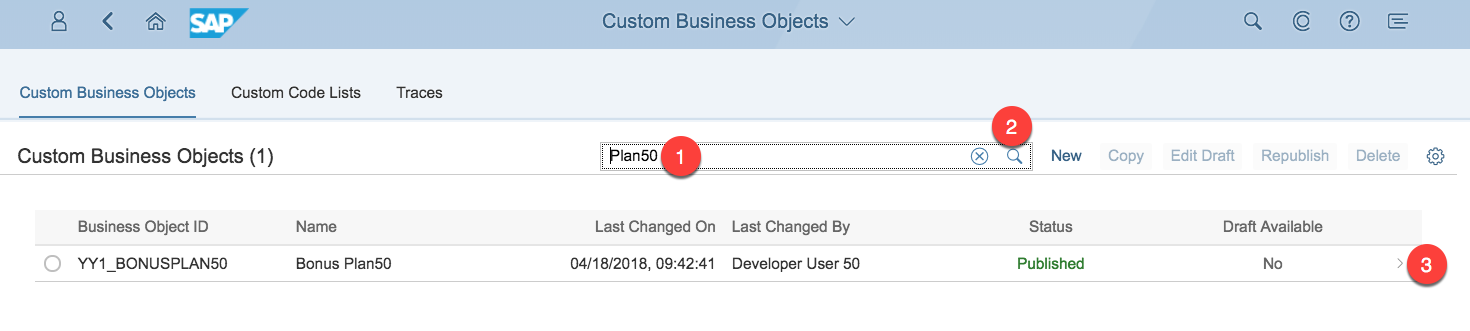 SAP Custom Business Objects
Custom Business Objects Custom Code Lists Traces
2
Custom Business Objects (1) Plan50 1 New Copy Edit Draft Republish Delete
Business Object ID Name Last Changed On Last Changed By Status Draft Available
YY1_BONUSPLAN50 Bonus Plan50 04/18/2018, 09:42:41 Developer User 50 Published No 3